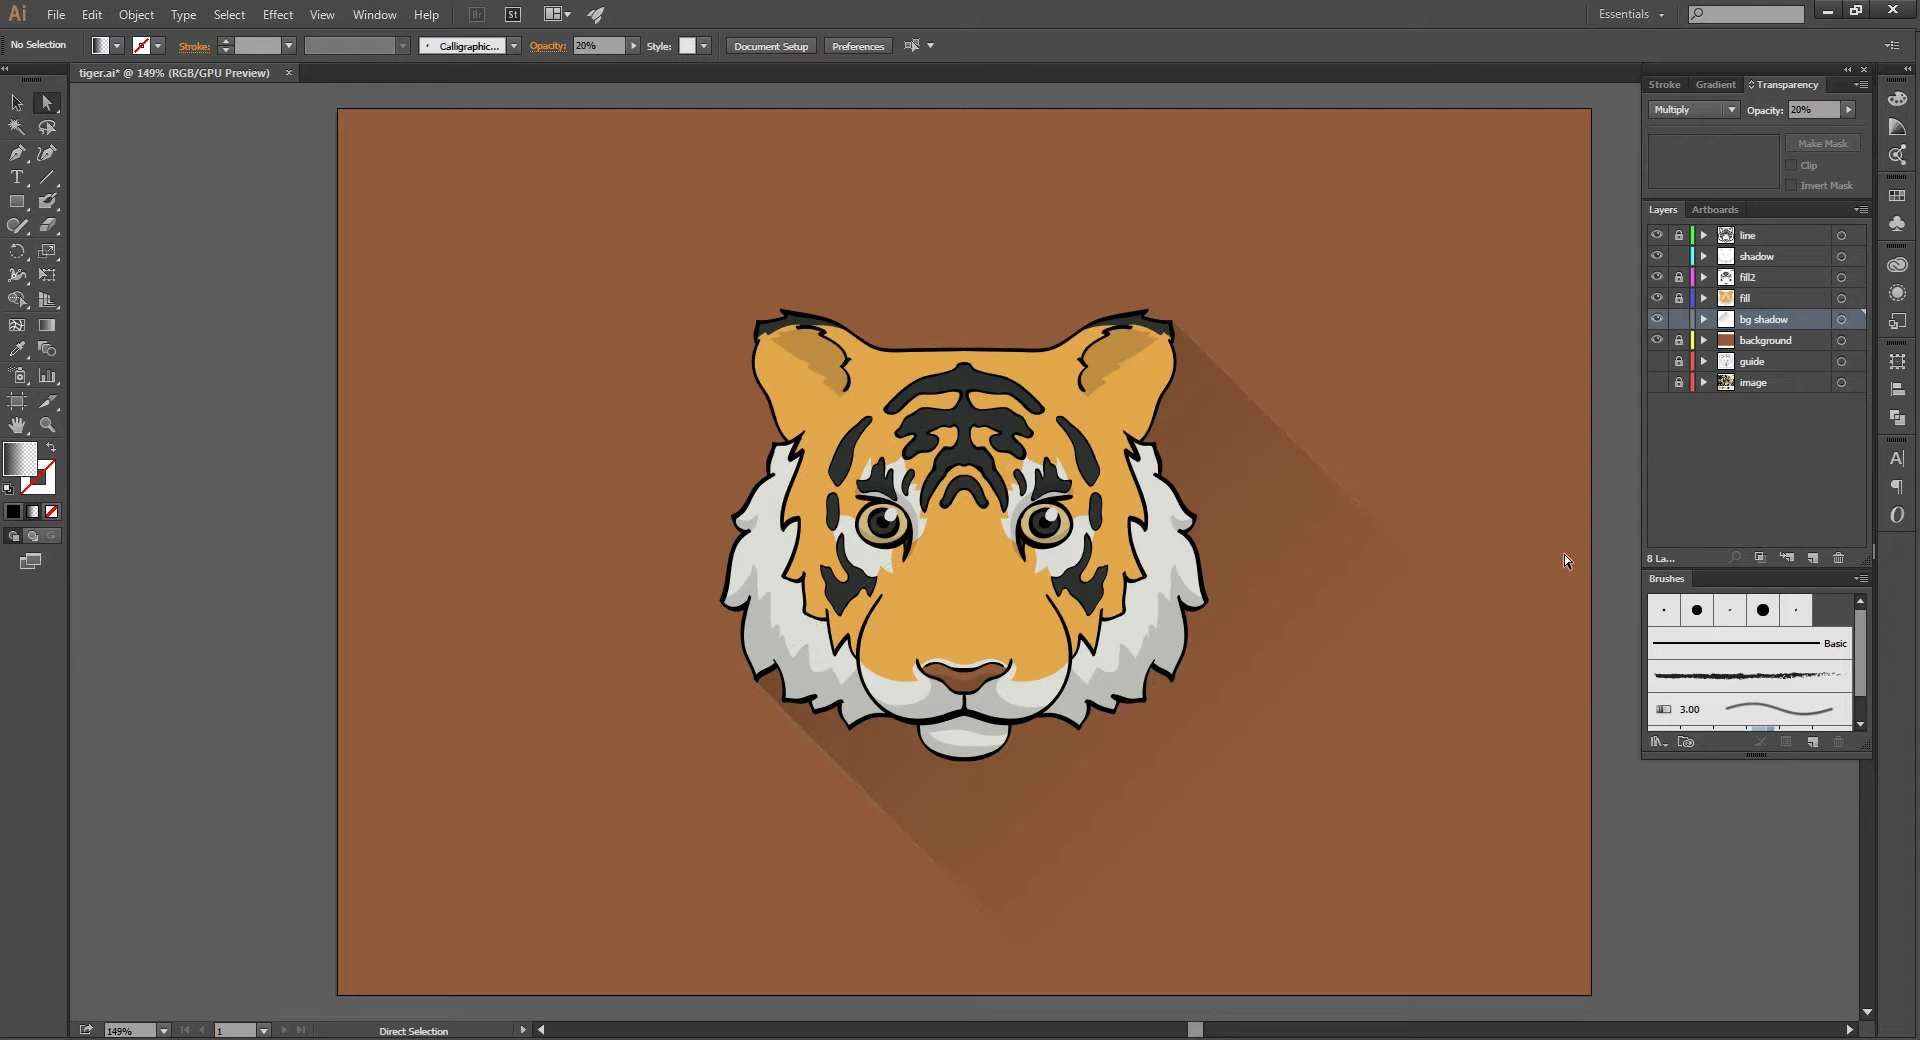 Ai File Edit Object Type Select Effect View Window Help Br St Essentials
No Selection Stroke: Calligraphic... Opacity: 20% Style: Document Setup Preferences
tiger.ai* @ 149% (RGB/GPU Preview)
Stroke Gradient Transparency
Multiply Opacity: 20%
Make Mask
Clip
Invert Mask
Layers Artboards
line
shadow
fill2
fill
bg shadow
background
guide
image
8 La...
Brushes
Basic
3.00
149% 1 Direct Selection